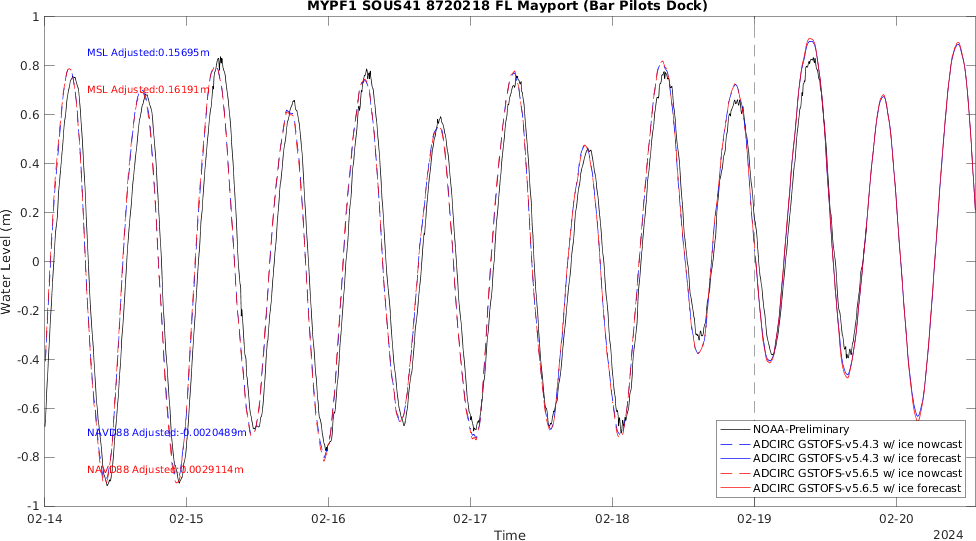 MYPF1 SOUS41 8720218 FL Mayport (Bar Pilots Dock)
1
0.8
0.6
0.4
0.2
0
-0.2
-0.4
-0.6
-0.8
-1
Water Level (m)
MSL Adjusted:0.15695m
MSL Adjusted:0.16191m
NAVD88 Adjusted:-0.0020489m
NAVD88 Adjusted:0.0029114m
NOAA-Preliminary
ADCIRC GSTOFS-v5.4.3 w/ ice nowcast
ADCIRC GSTOFS-v5.4.3 w/ ice forecast
ADCIRC GSTOFS-v5.6.5 w/ ice nowcast
ADCIRC GSTOFS-v5.6.5 w/ ice forecast
02-14 02-15 02-16 02-17 02-18 02-19 02-20
Time
2024